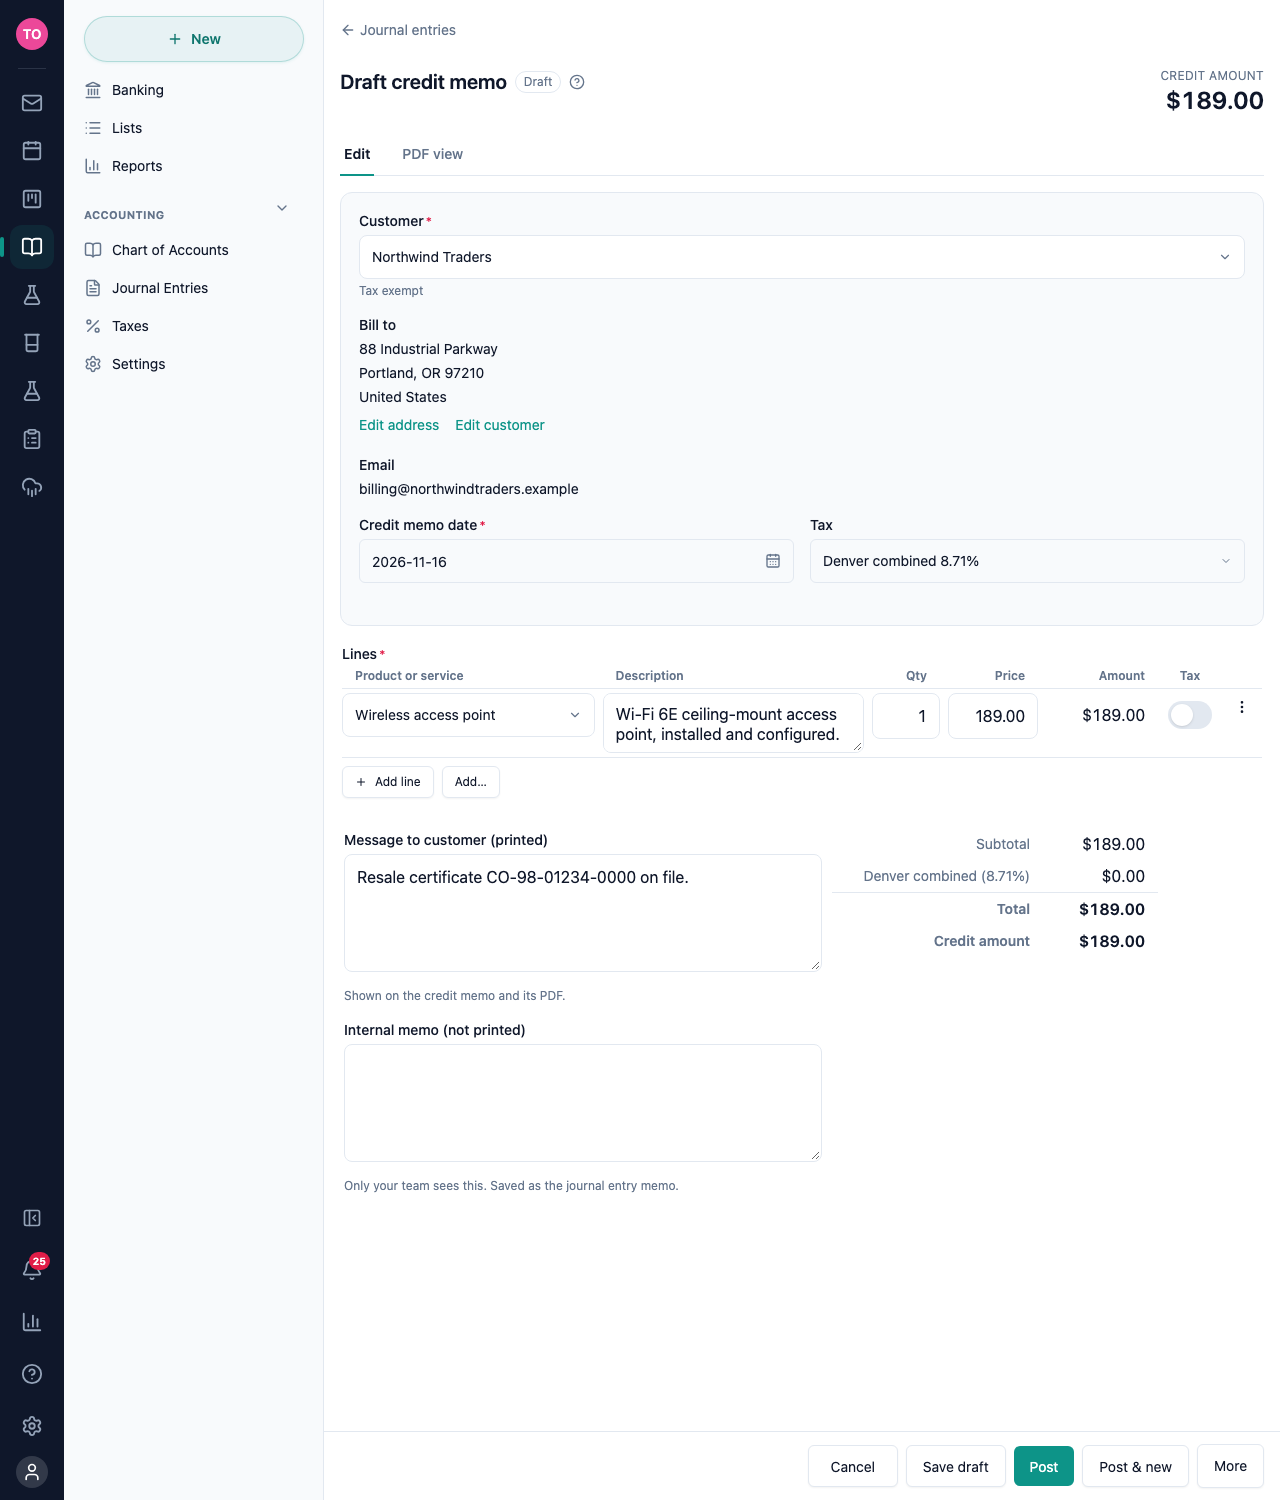 TO
New
Banking
Lists
Reports
ACCOUNTING
Chart of Accounts
Journal Entries
Taxes
Settings
25
Journal entries
Draft credit memo
Draft
CREDIT AMOUNT
$189.00
Edit
PDF view
Customer*
Northwind Traders
Tax exempt
Bill to
88 Industrial Parkway
Portland, OR 97210
United States
Edit address
Edit customer
Email
billing@northwindtraders.example
Credit memo date*
2026-11-16
Tax
Denver combined 8.71%
Lines*
Product or service
Description
Qty
Price
Amount
Tax
Wireless access point
Wi-Fi 6E ceiling-mount access
point, installed and configured.
1
189.00
$189.00
Add line
Add...
Message to customer (printed)
Resale certificate CO-98-01234-0000 on file.
Shown on the credit memo and its PDF.
Subtotal $189.00
Denver combined (8.71%) $0.00
Total $189.00
Credit amount $189.00
Internal memo (not printed)
Only your team sees this. Saved as the journal entry memo.
Cancel
Save draft
Post
Post & new
More